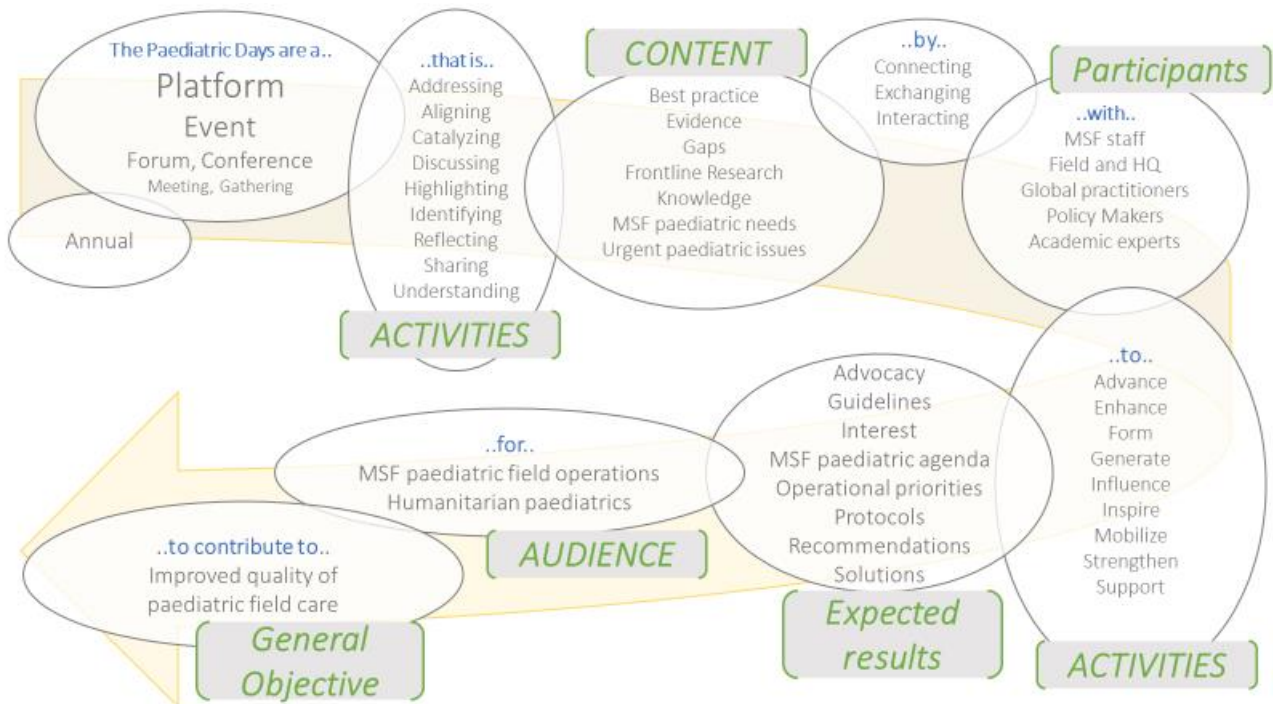 The Paediatric Days are a..
Platform
Event
Forum, Conference
Meeting, Gathering
Annual
..that is..
Addressing
Aligning
Catalyzing
Discussing
Highlighting
Identifying
Reflecting
Sharing
Understanding
ACTIVITIES
CONTENT
Best practice
Evidence
Gaps
Frontline Research
Knowledge
MSF paediatric needs
Urgent paediatric issues
..by..
Connecting
Exchanging
Interacting
Participants
..with..
MSF staff
Field and HQ
Global practitioners
Policy Makers
Academic experts
..to..
Advance
Enhance
Form
Generate
Influence
Inspire
Mobilize
Strengthen
Support
ACTIVITIES
Advocacy
Guidelines
Interest
MSF paediatric agenda
Operational priorities
Protocols
Recommendations
Solutions
Expected
results
..for..
MSF paediatric field operations
Humanitarian paediatrics
AUDIENCE
..to contribute to..
Improved quality of
paediatric field care
General
Objective